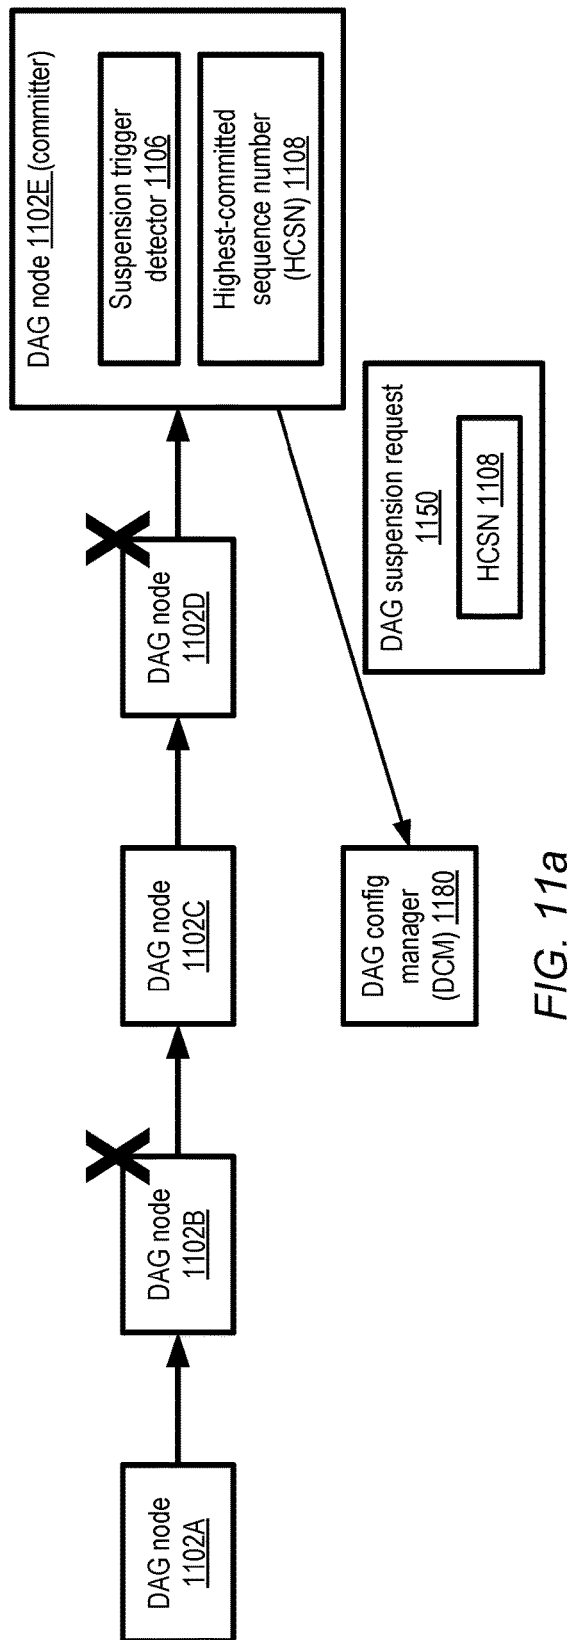 DAG node
1102A
DAG node
1102B
DAG node
1102C
DAG node
1102D
DAG node 1102E (committer)
Suspension trigger
detector 1106
Highest-committed
sequence number
(HCSN) 1108
DAG config
manager
(DCM) 1180
DAG suspension request
1150
HCSN 1108
FIG. 11a